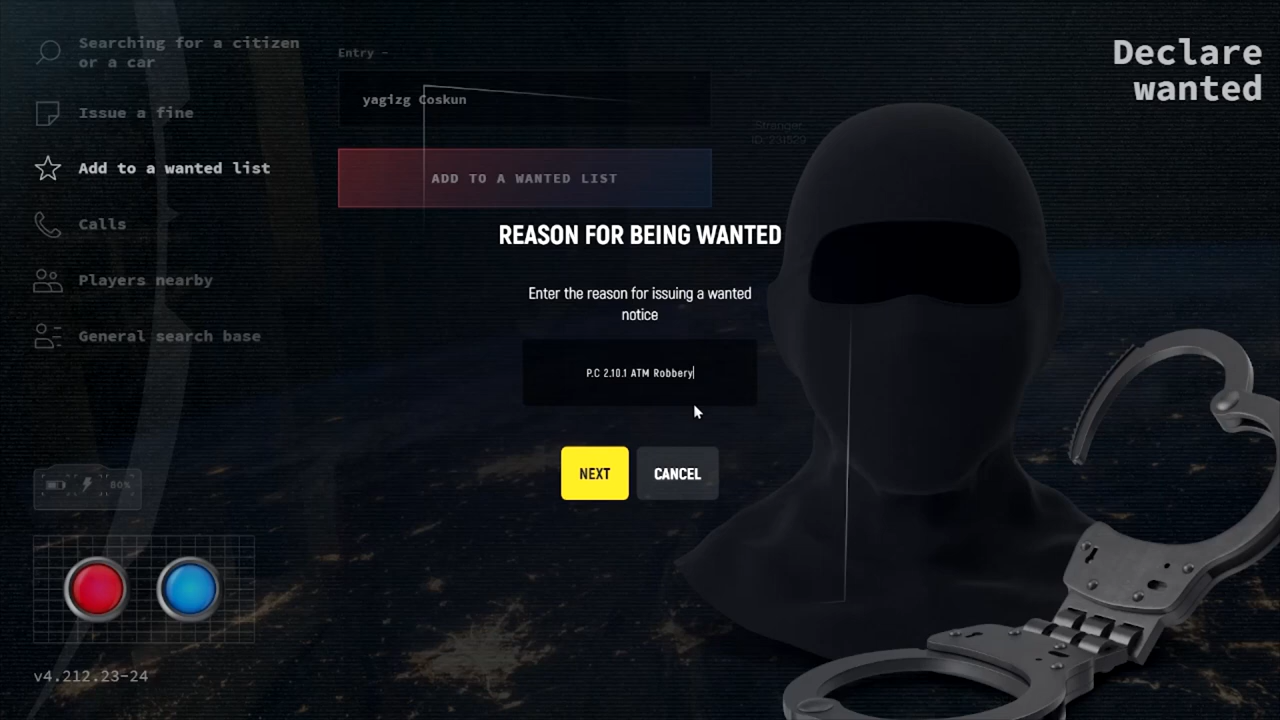 Searching for a citizen
or a car
Issue a fine
Add to a wanted list
Calls
Players nearby
General search base
80%
v4.212.23-24
Entry -
yagizg Coskun
ADD TO A WANTED LIST
Stranger
REASON FOR BEING WANTED
Enter the reason for issuing a wanted
notice
P.C 2.10.1 ATM Robbery
NEXT
CANCEL
Declare
wanted